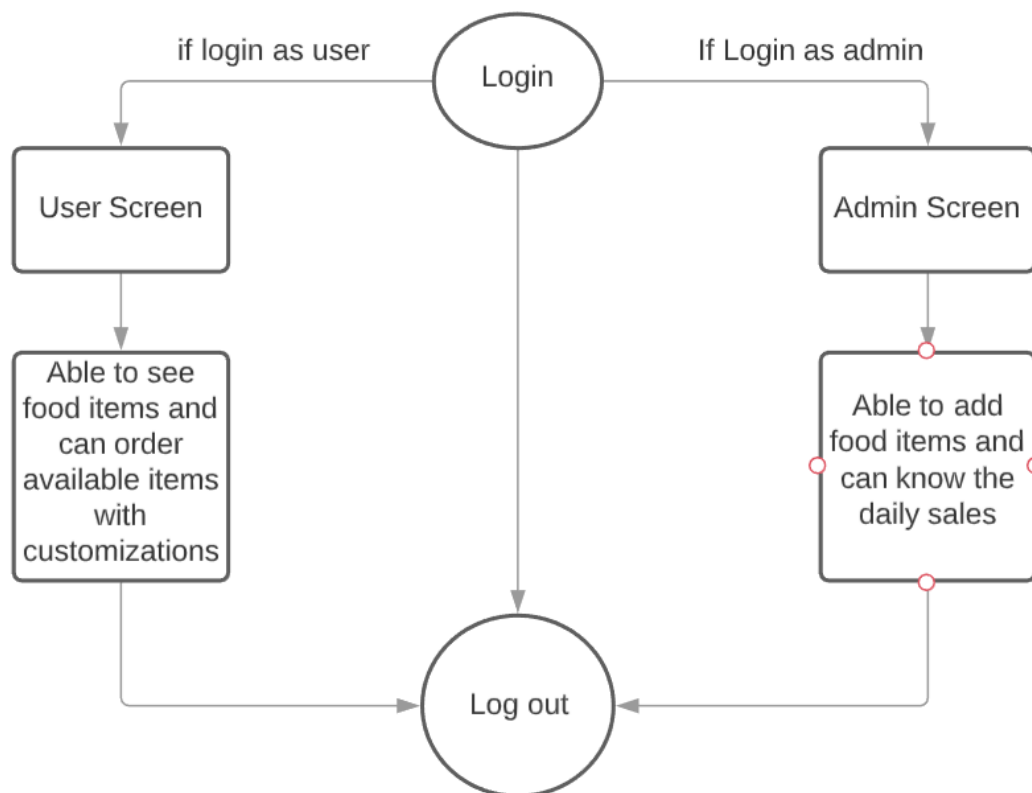 if login as user
Login
If Login as admin
User Screen
Admin Screen
Able to see
food items and
can order
available items
with
customizations
Able to add
food items and
can know the
daily sales
Log out